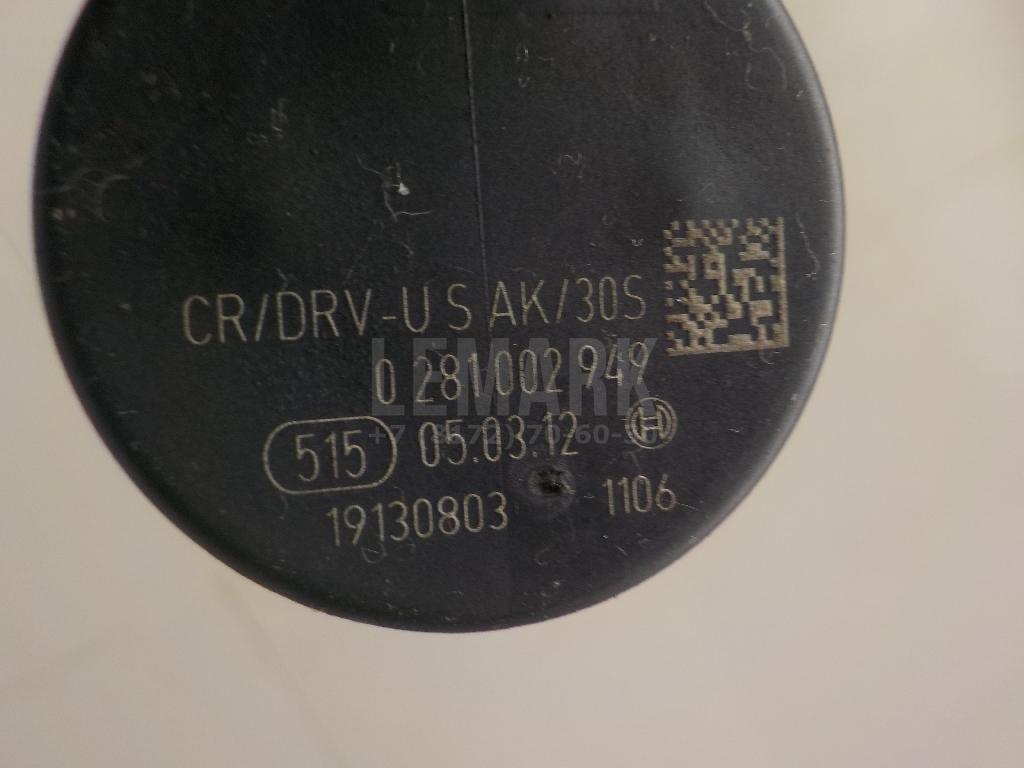 CR/DRV-U S AK/30S
0 281 002 949
515 05.03.12
19130803 1106
LEMARK